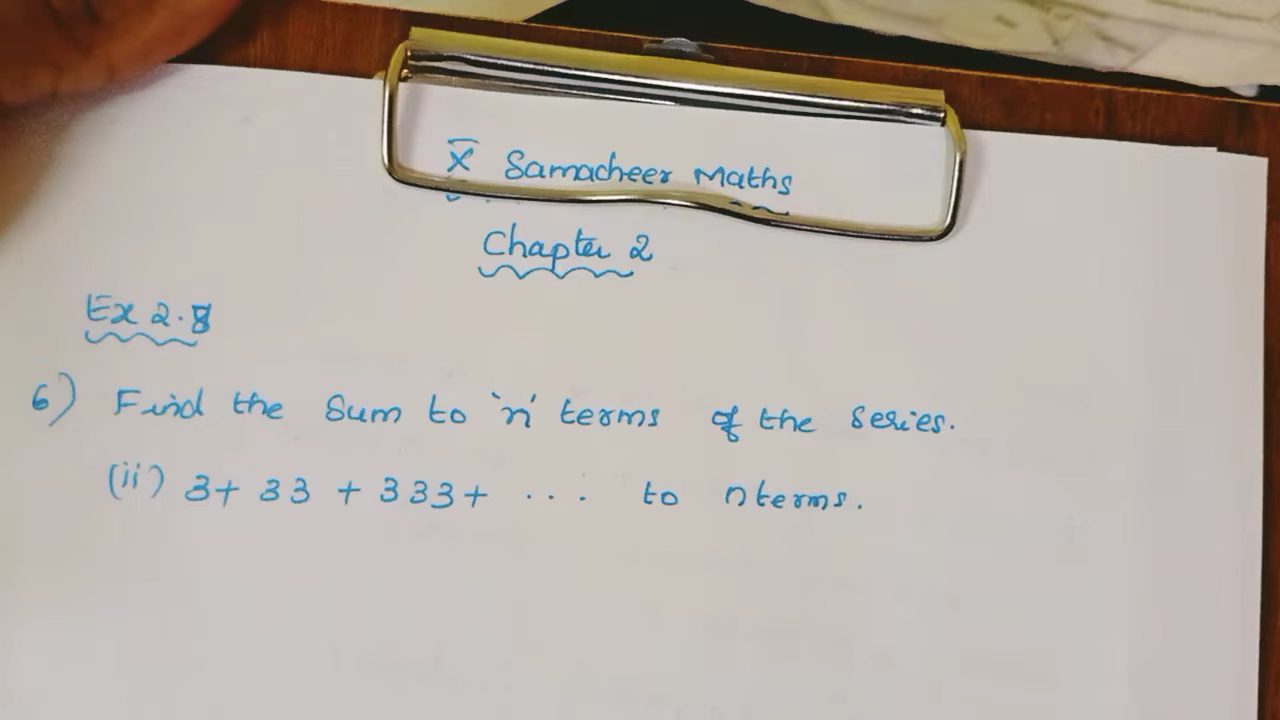 X Samacheer Maths
Chapter 2
Ex 2.8
6) Find the Sum to 'n' terms of the series.
(ii) 3+ 33 + 333+ ... to n terms.